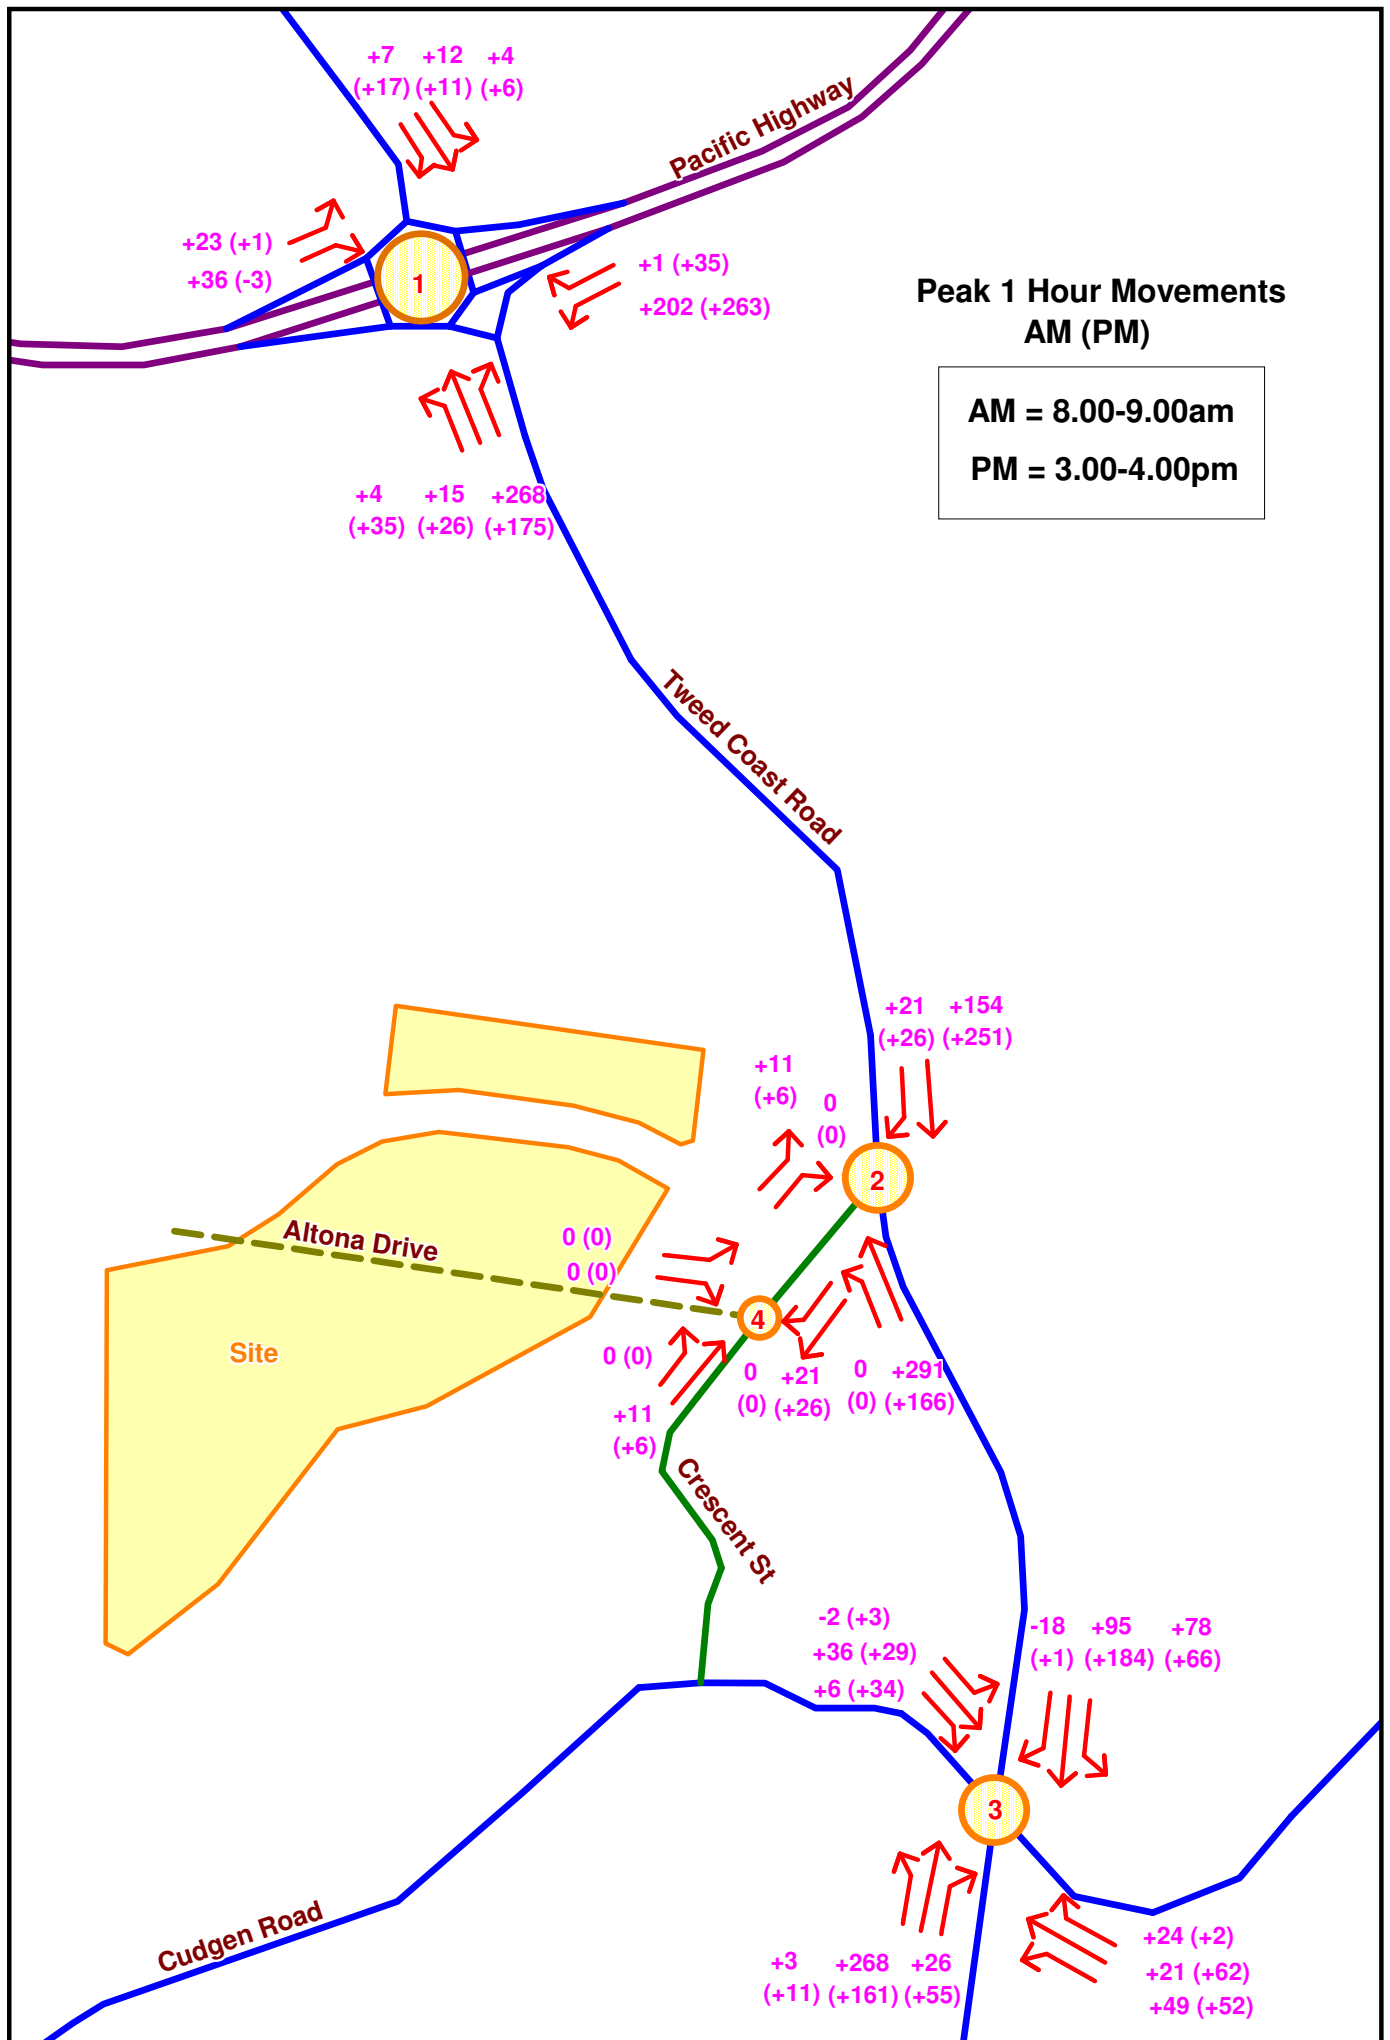 +7 +12 +4
(+17) (+11) (+6)
Pacific Highway
+23 (+1)
+36 (-3)
1
+1 (+35)
+202 (+263)
Peak 1 Hour Movements
AM (PM)
AM = 8.00-9.00am
PM = 3.00-4.00pm
+4 +15 +268
(+35) (+26) (+175)
Tweed Coast Road
+21 +154
(+26) (+251)
+11
(+6)
0
(0)
2
Altona Drive
0 (0)
0 (0)
4
Site
0 (0)
+11
(+6)
0 +21
(0) (+26)
0 +291
(0) (+166)
Crescent St
-2 (+3)
+36 (+29)
+6 (+34)
-18 +95 +78
(+1) (+184) (+66)
3
Cudgen Road
+3 +268 +26
(+11) (+161) (+55)
+24 (+2)
+21 (+62)
+49 (+52)